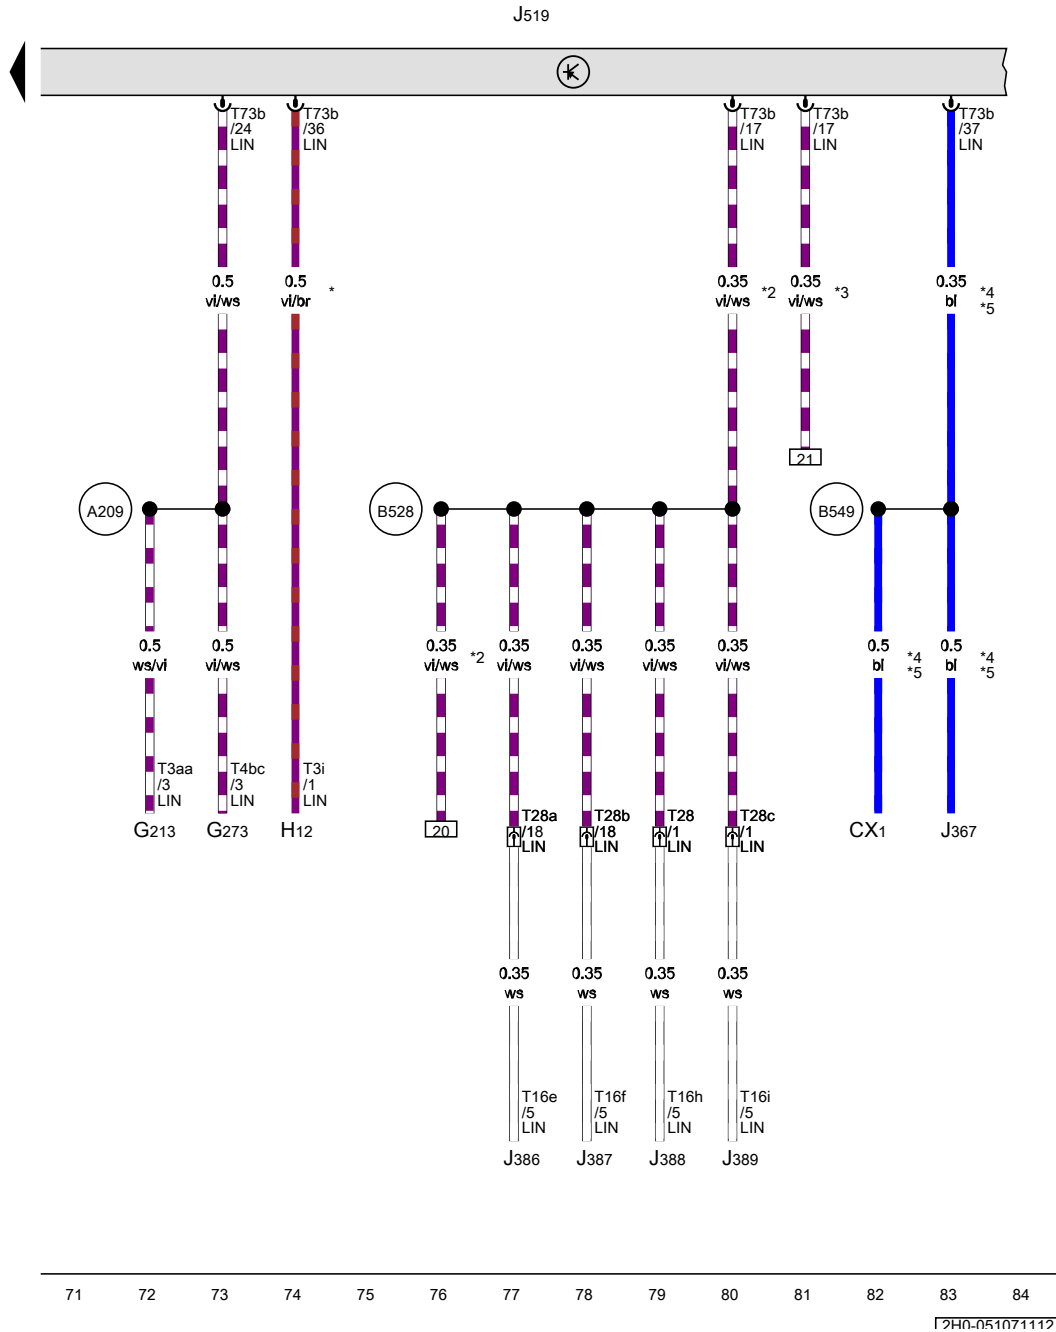 J519
T73b
/24
LIN
T73b
/36
LIN
T73b
/17
LIN
T73b
/17
LIN
T73b
/37
LIN
0.5
vi/ws
0.5
vi/br
*
0.35
vi/ws
*2
0.35
vi/ws
*3
0.35
bl
*4
*5
21
A209
B528
B549
0.5
ws/vi
0.5
vi/ws
0.35
vi/ws
*2
0.35
vi/ws
0.35
vi/ws
0.35
vi/ws
0.35
vi/ws
0.5
bl
*4
*5
0.5
bl
*4
*5
T3aa
/3
LIN
T4bc
/3
LIN
T3i
/1
LIN
G213
G273
H12
20
T28a
/18
LIN
T28b
/18
LIN
T28
/1
LIN
T28c
/1
LIN
CX1
J367
0.35
ws
0.35
ws
0.35
ws
0.35
ws
T16e
/5
LIN
T16f
/5
LIN
T16h
/5
LIN
T16i
/5
LIN
J386
J387
J388
J389
71 72 73 74 75 76 77 78 79 80 81 82 83 84
2H0-051071112